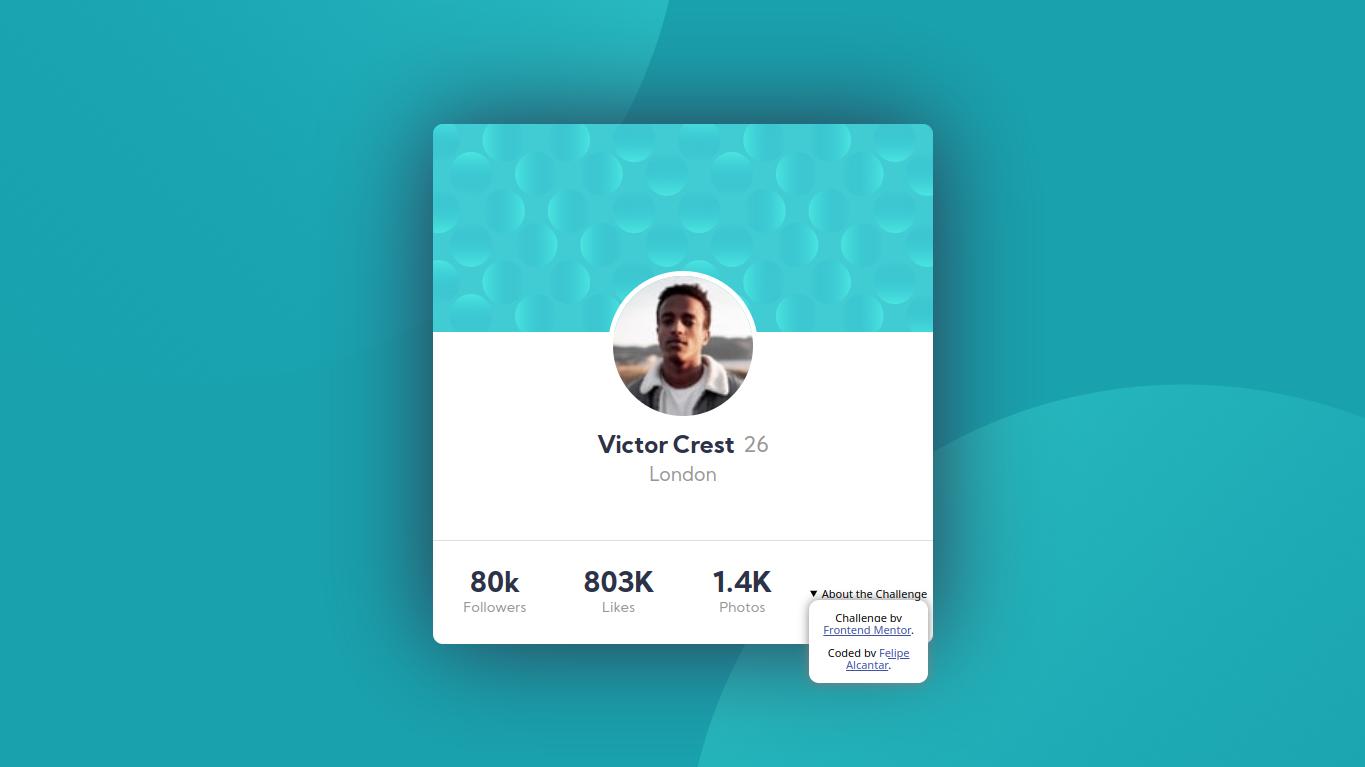 Victor Crest 26
London
80k
Followers
803K
Likes
1.4K
Photos
▼ About the Challenge
Challenge by
Frontend Mentor.
Coded by Felipe
Alcantar.